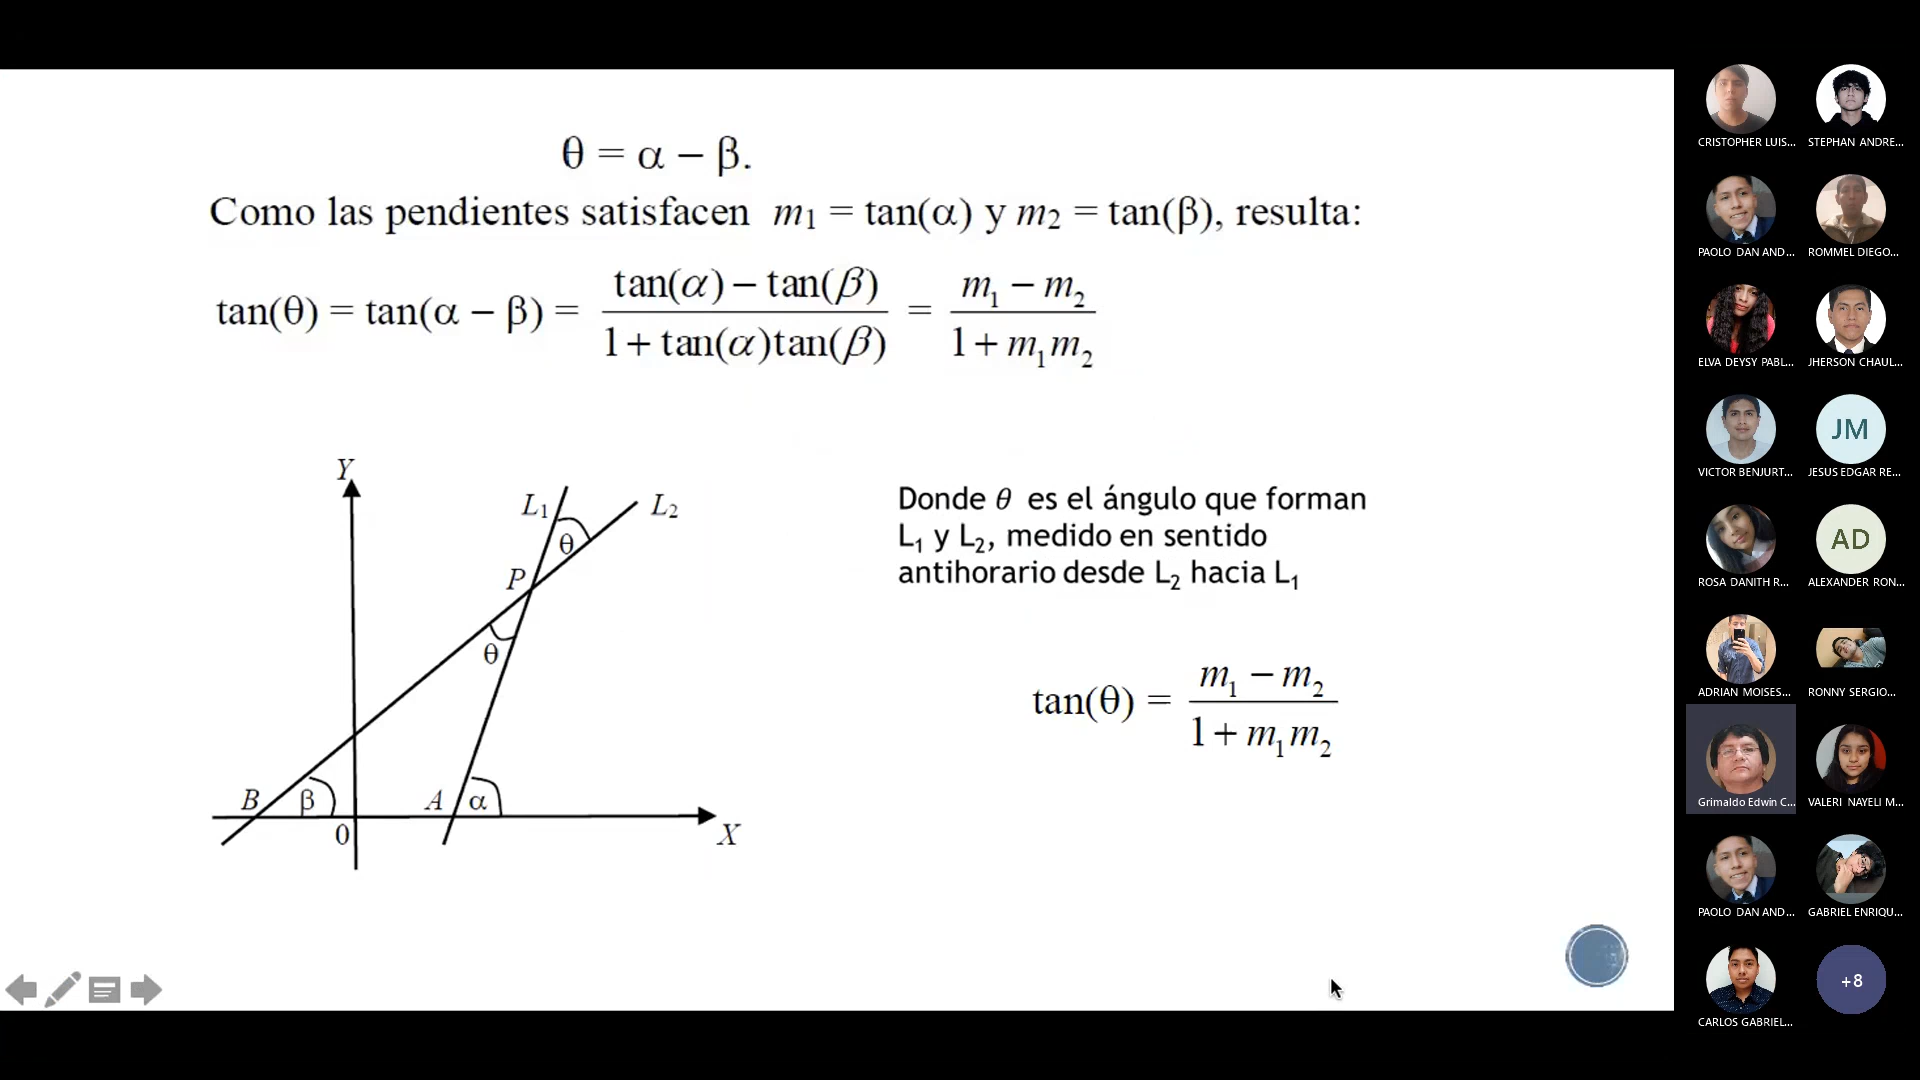 θ = α − β.
Como las pendientes satisfacen m₁ = tan(α) y m₂ = tan(β), resulta:
tan(θ) = tan(α − β) = (tan(α) − tan(β)) / (1 + tan(α)tan(β)) = (m₁ − m₂) / (1 + m₁m₂)
Y
L₁
L₂
θ
P
θ
B
β
A
α
0
X
Donde θ es el ángulo que forman
L₁ y L₂, medido en sentido
antihorario desde L₂ hacia L₁
tan(θ) = (m₁ − m₂) / (1 + m₁m₂)
CRISTOPHER LUIS...
STEPHAN ANDRE...
PAOLO DAN AND...
ROMMEL DIEGO...
ELVA DEYSY PABL...
JHERSON CHAUL...
VICTOR BENJURT...
JM
JESUS EDGAR RE...
ROSA DANITH R...
AD
ALEXANDER RON...
ADRIAN MOISES...
RONNY SERGIO...
Grimaldo Edwin C...
VALERI NAYELI M...
PAOLO DAN AND...
GABRIEL ENRIQU...
CARLOS GABRIEL...
+8